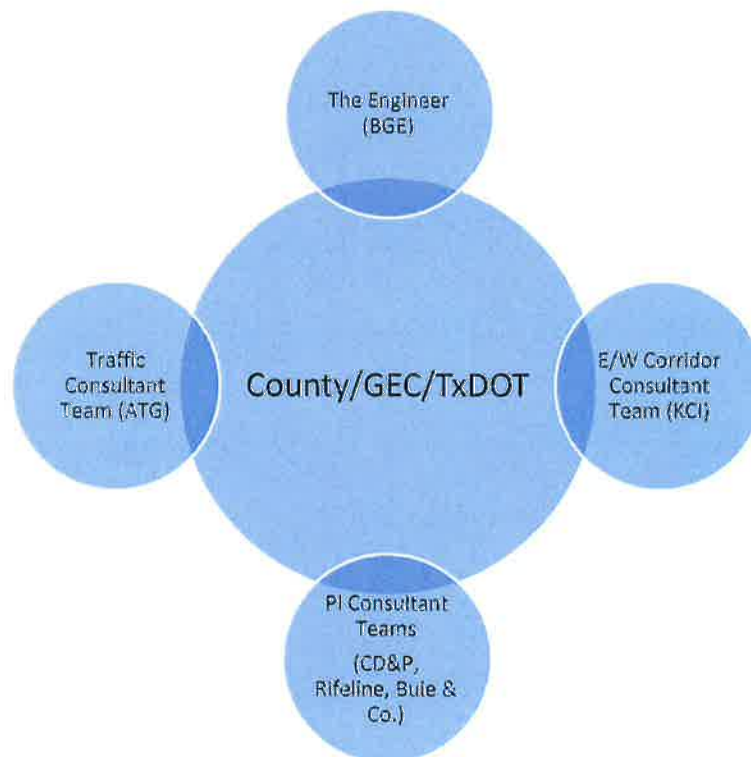 The Engineer
(BGE)
Traffic
Consultant
Team (ATG)
County/GEC/TxDOT
E/W Corridor
Consultant
Team (KCI)
PI Consultant
Teams
(CD&P,
Rifeline, Buie &
Co.)